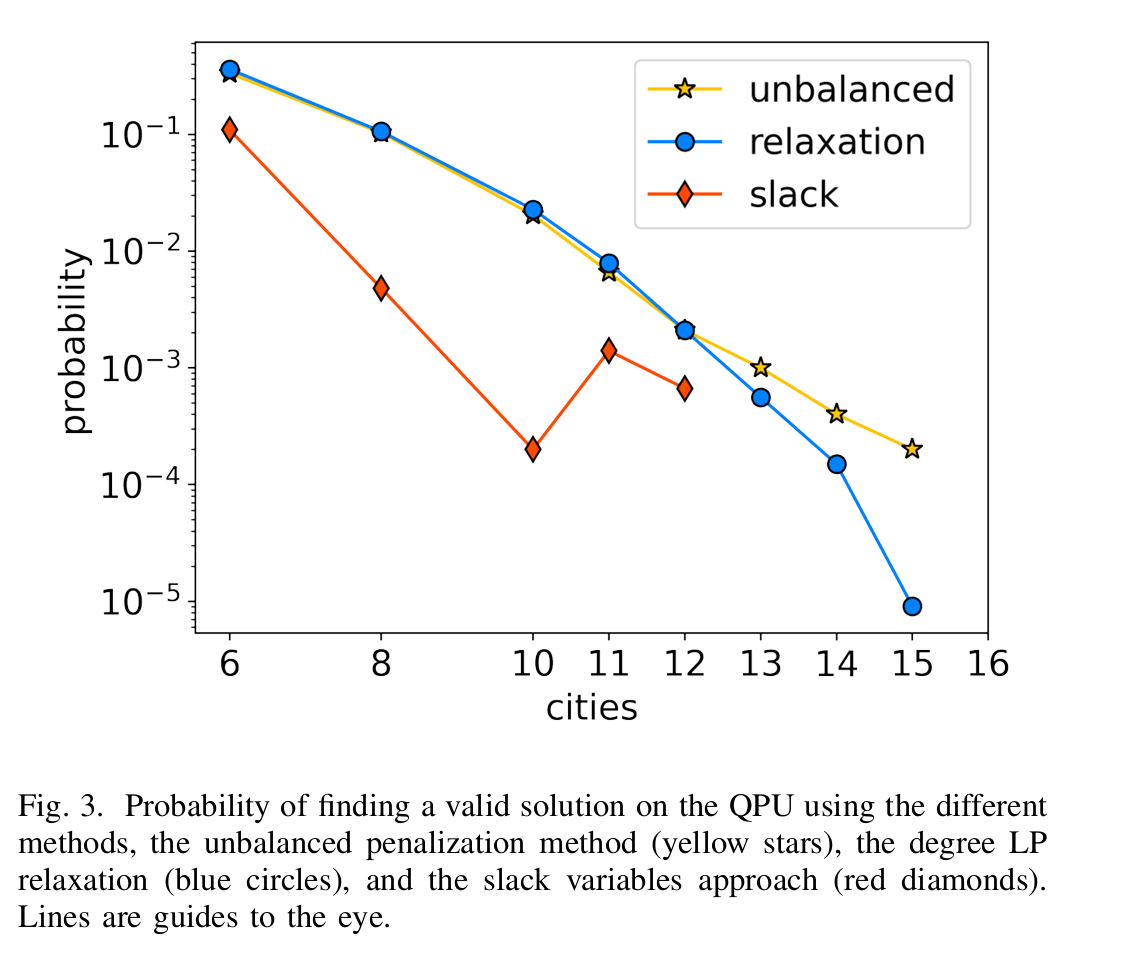 unbalanced
relaxation
slack
probability
10⁻¹
10⁻²
10⁻³
10⁻⁴
10⁻⁵
6 8 10 11 12 13 14 15 16
cities
Fig. 3. Probability of finding a valid solution on the QPU using the different
methods, the unbalanced penalization method (yellow stars), the degree LP
relaxation (blue circles), and the slack variables approach (red diamonds).
Lines are guides to the eye.